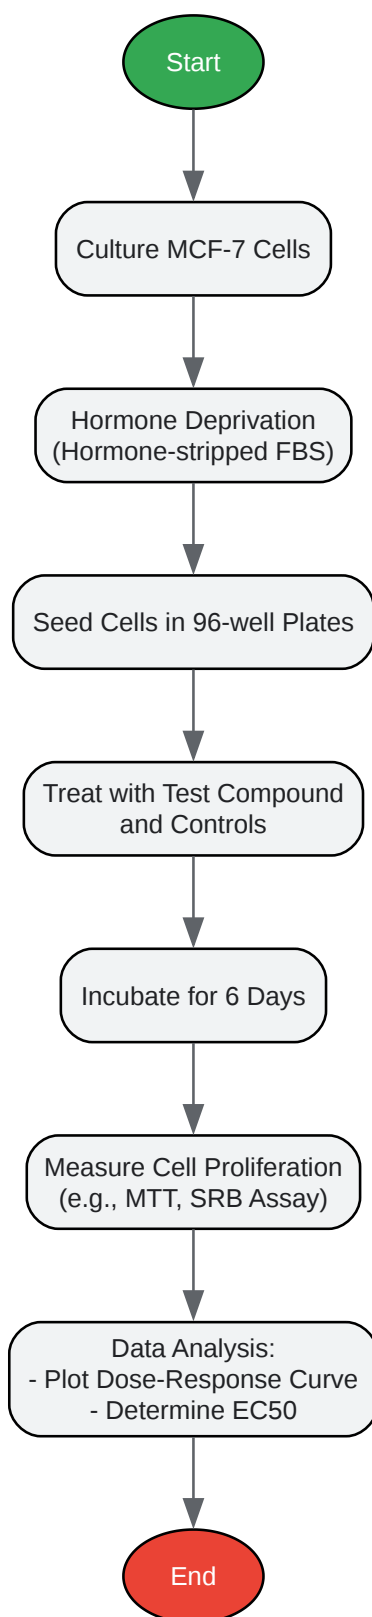 Start
Culture MCF-7 Cells
Hormone Deprivation
(Hormone-stripped FBS)
Seed Cells in 96-well Plates
Treat with Test Compound
and Controls
Incubate for 6 Days
Measure Cell Proliferation
(e.g., MTT, SRB Assay)
Data Analysis:
- Plot Dose-Response Curve
- Determine EC50
End